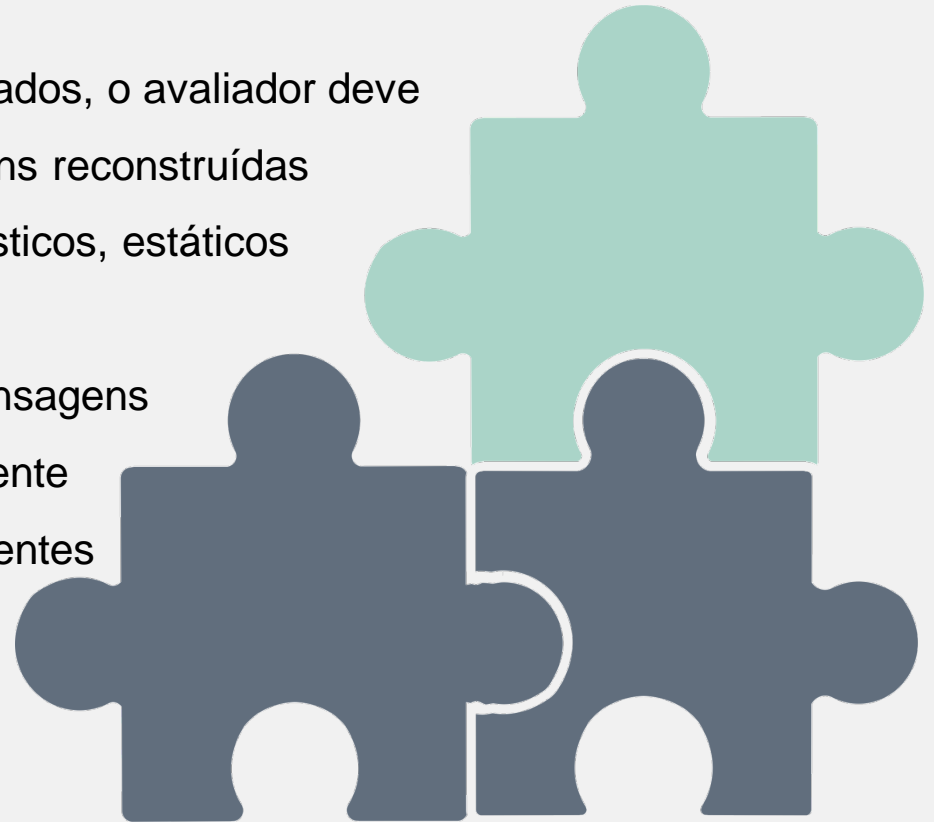 ados, o avaliador deve
ns reconstruídas
sticos, estáticos
nsagens
ente
entes